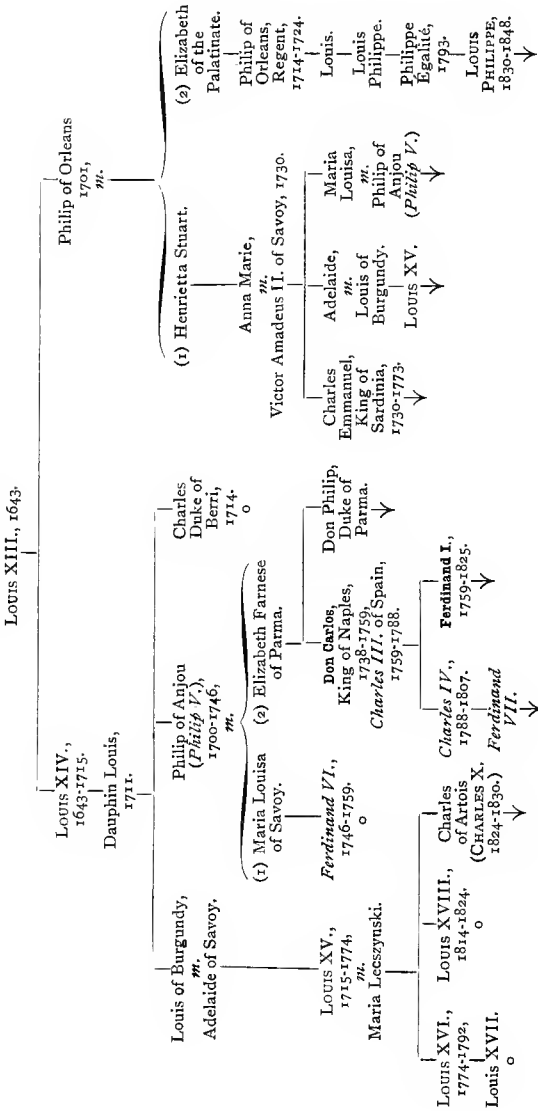 LOUIS XIII., 1643.
LOUIS XIV.,
1643-1715.
Dauphin Louis,
1711.
Louis of Burgundy,
m.
Adelaide of Savoy.
LOUIS XV.,
1715-1774,
m.
Maria Lecszynski.
LOUIS XVI.,
1774-1792,
Louis XVII.
o
LOUIS XVIII.
1814-1824.
o
Charles
of Artois
(CHARLES X.,
1824-1830.)
Philip of Anjou
(Philip V.),
1700-1746,
m.
(1) Maria Louisa
of Savoy.
Ferdinand VI.,
1746-1759.
o
(2) Elizabeth Farnese
of Parma.
Don Carlos,
King of Naples,
1738-1759,
Charles III. of Spain,
1759-1788.
Charles IV.,
1788-1807.
Ferdinand
VII.
Ferdinand I.,
1759-1825.
Don Philip,
Duke of
Parma.
Charles
Duke of
Berri,
1714.
o
Philip of Orleans
1701,
m.
(1) Henrietta Stuart.
Anna Marie,
m.
Victor Amadeus II. of Savoy, 1730.
Charles
Emmanuel,
King of
Sardinia,
1730-1773.
Adelaide,
m.
Louis of
Burgundy.
LOUIS XV.
Maria
Louisa,
m.
Philip of
Anjou
(Philip V.)
(2) Elizabeth
of the
Palatinate.
Philip of
Orleans,
Regent,
1714-1724.
Louis.
Louis
Philippe.
Philippe
Égalité,
1793.
LOUIS
PHILIPPE,
1830-1848.